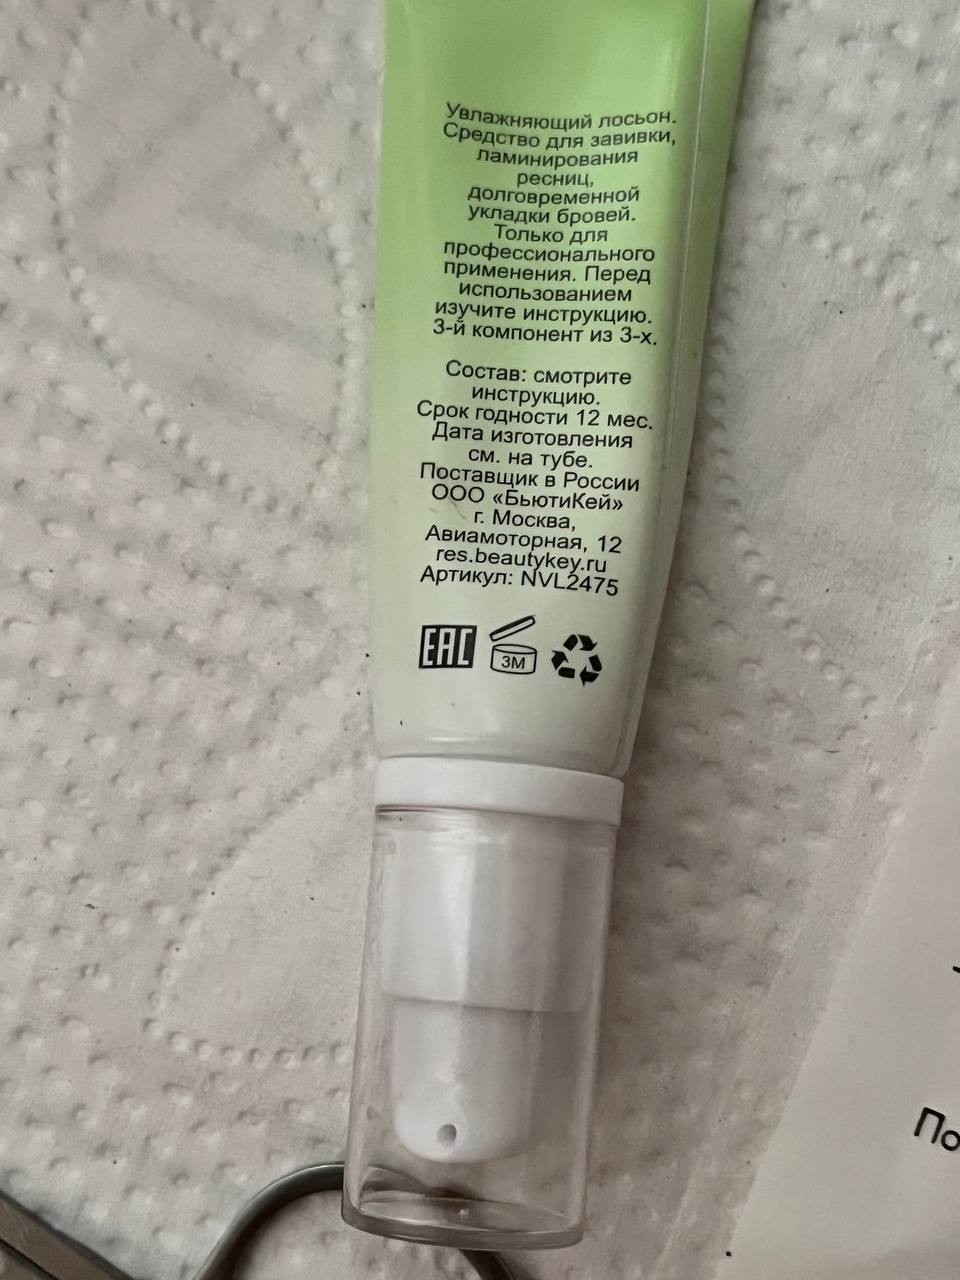 Увлажняющий лосьон.
Средство для завивки,
ламинирования
ресниц,
долговременной
укладки бровей.
Только для
профессионального
применения. Перед
использованием
изучите инструкцию.
3-й компонент из 3-х.
Состав: смотрите
инструкцию.
Срок годности 12 мес.
Дата изготовления
см. на тубе.
Поставщик в России
ООО «БьютиКей»
г. Москва,
Авиамоторная, 12
res.beautykey.ru
Артикул: NVL2475
EAC
3M